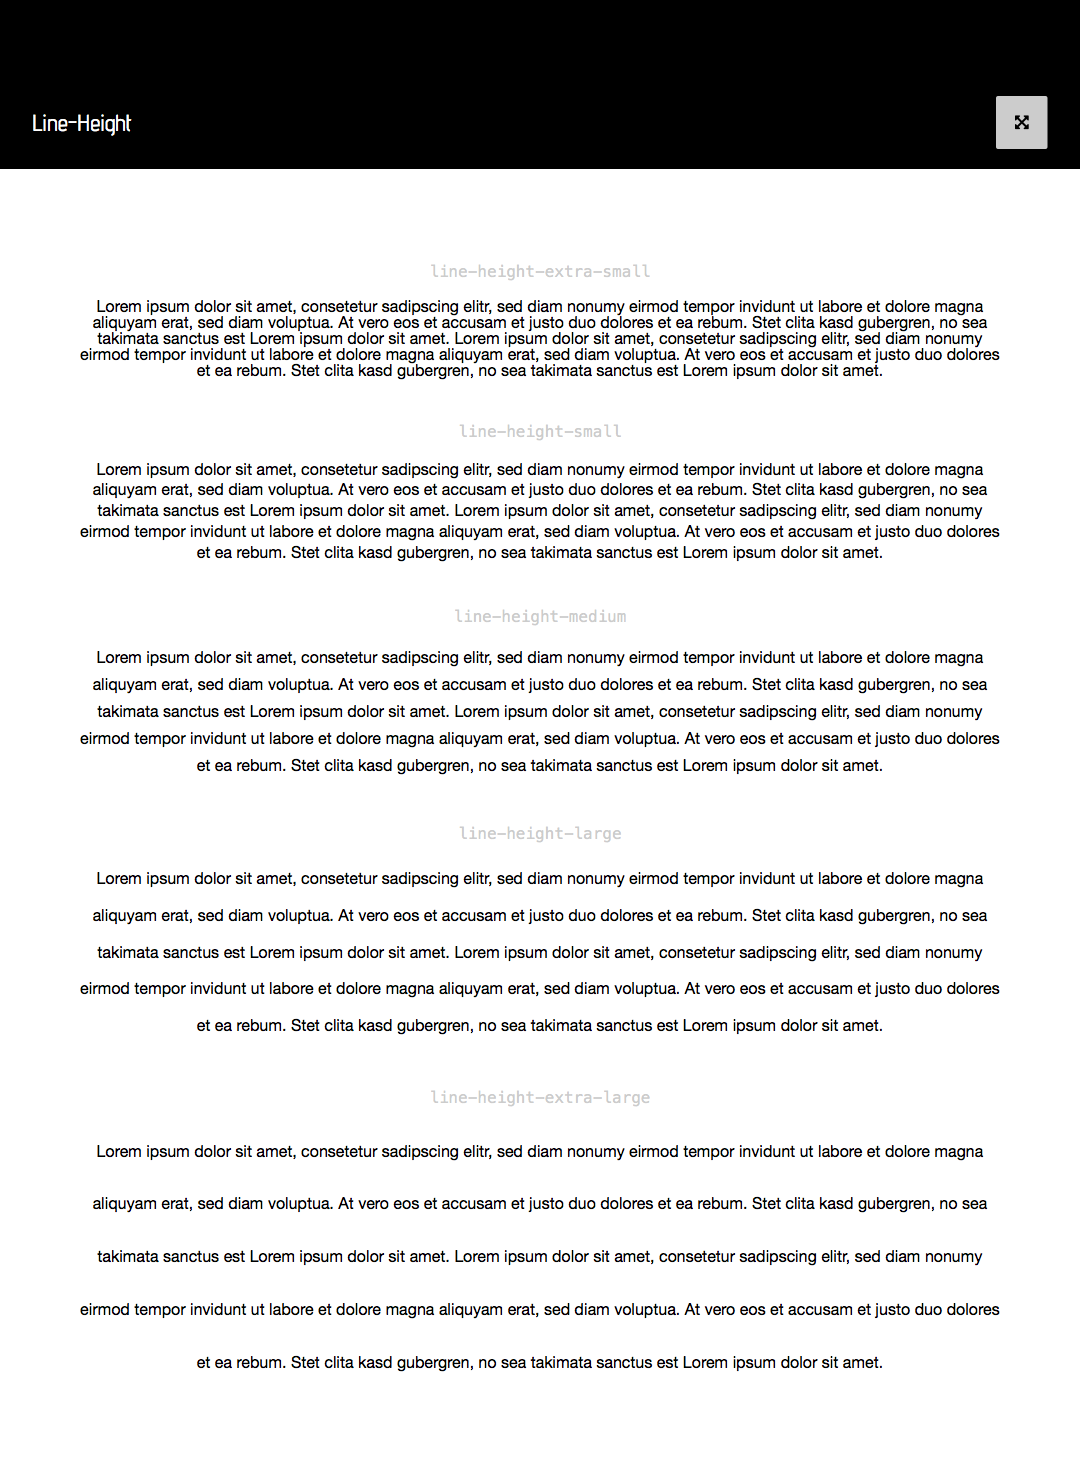 Line-Height
line-height-extra-small
Lorem ipsum dolor sit amet, consetetur sadipscing elitr, sed diam nonumy eirmod tempor invidunt ut labore et dolore magna
aliquyam erat, sed diam voluptua. At vero eos et accusam et justo duo dolores et ea rebum. Stet clita kasd gubergren, no sea
takimata sanctus est Lorem ipsum dolor sit amet. Lorem ipsum dolor sit amet, consetetur sadipscing elitr, sed diam nonumy
eirmod tempor invidunt ut labore et dolore magna aliquyam erat, sed diam voluptua. At vero eos et accusam et justo duo dolores
et ea rebum. Stet clita kasd gubergren, no sea takimata sanctus est Lorem ipsum dolor sit amet.
line-height-small
Lorem ipsum dolor sit amet, consetetur sadipscing elitr, sed diam nonumy eirmod tempor invidunt ut labore et dolore magna
aliquyam erat, sed diam voluptua. At vero eos et accusam et justo duo dolores et ea rebum. Stet clita kasd gubergren, no sea
takimata sanctus est Lorem ipsum dolor sit amet. Lorem ipsum dolor sit amet, consetetur sadipscing elitr, sed diam nonumy
eirmod tempor invidunt ut labore et dolore magna aliquyam erat, sed diam voluptua. At vero eos et accusam et justo duo dolores
et ea rebum. Stet clita kasd gubergren, no sea takimata sanctus est Lorem ipsum dolor sit amet.
line-height-medium
Lorem ipsum dolor sit amet, consetetur sadipscing elitr, sed diam nonumy eirmod tempor invidunt ut labore et dolore magna
aliquyam erat, sed diam voluptua. At vero eos et accusam et justo duo dolores et ea rebum. Stet clita kasd gubergren, no sea
takimata sanctus est Lorem ipsum dolor sit amet. Lorem ipsum dolor sit amet, consetetur sadipscing elitr, sed diam nonumy
eirmod tempor invidunt ut labore et dolore magna aliquyam erat, sed diam voluptua. At vero eos et accusam et justo duo dolores
et ea rebum. Stet clita kasd gubergren, no sea takimata sanctus est Lorem ipsum dolor sit amet.
line-height-large
Lorem ipsum dolor sit amet, consetetur sadipscing elitr, sed diam nonumy eirmod tempor invidunt ut labore et dolore magna
aliquyam erat, sed diam voluptua. At vero eos et accusam et justo duo dolores et ea rebum. Stet clita kasd gubergren, no sea
takimata sanctus est Lorem ipsum dolor sit amet. Lorem ipsum dolor sit amet, consetetur sadipscing elitr, sed diam nonumy
eirmod tempor invidunt ut labore et dolore magna aliquyam erat, sed diam voluptua. At vero eos et accusam et justo duo dolores
et ea rebum. Stet clita kasd gubergren, no sea takimata sanctus est Lorem ipsum dolor sit amet.
line-height-extra-large
Lorem ipsum dolor sit amet, consetetur sadipscing elitr, sed diam nonumy eirmod tempor invidunt ut labore et dolore magna
aliquyam erat, sed diam voluptua. At vero eos et accusam et justo duo dolores et ea rebum. Stet clita kasd gubergren, no sea
takimata sanctus est Lorem ipsum dolor sit amet. Lorem ipsum dolor sit amet, consetetur sadipscing elitr, sed diam nonumy
eirmod tempor invidunt ut labore et dolore magna aliquyam erat, sed diam voluptua. At vero eos et accusam et justo duo dolores
et ea rebum. Stet clita kasd gubergren, no sea takimata sanctus est Lorem ipsum dolor sit amet.